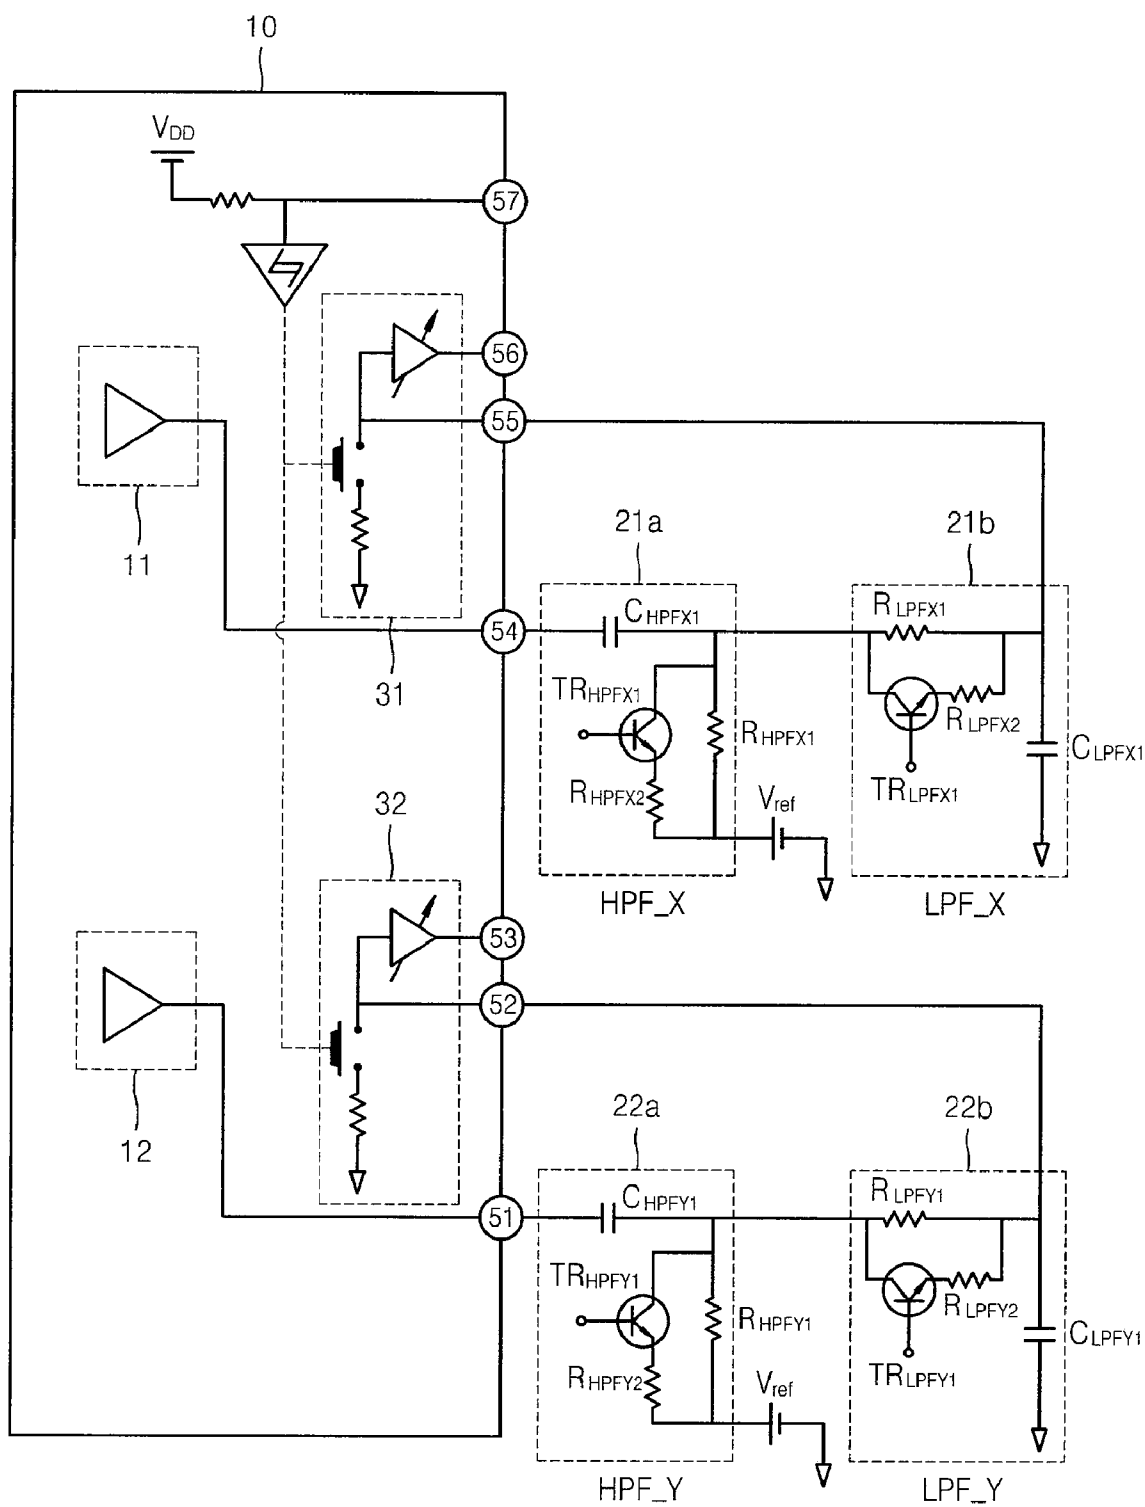 10
VDD
57
56
55
11
31
54
21a
21b
CHPFX1
RLPFX1
TRHPFX1
RHPFX1
RLPFX2
CLPFX1
TRLPFX1
RHPFX2
Vref
HPF_X
LPF_X
32
53
52
12
51
22a
22b
CHPFY1
RLPFY1
TRHPFY1
RHPFY1
RLPFY2
CLPFY1
TRLPFY1
RHPFY2
Vref
HPF_Y
LPF_Y